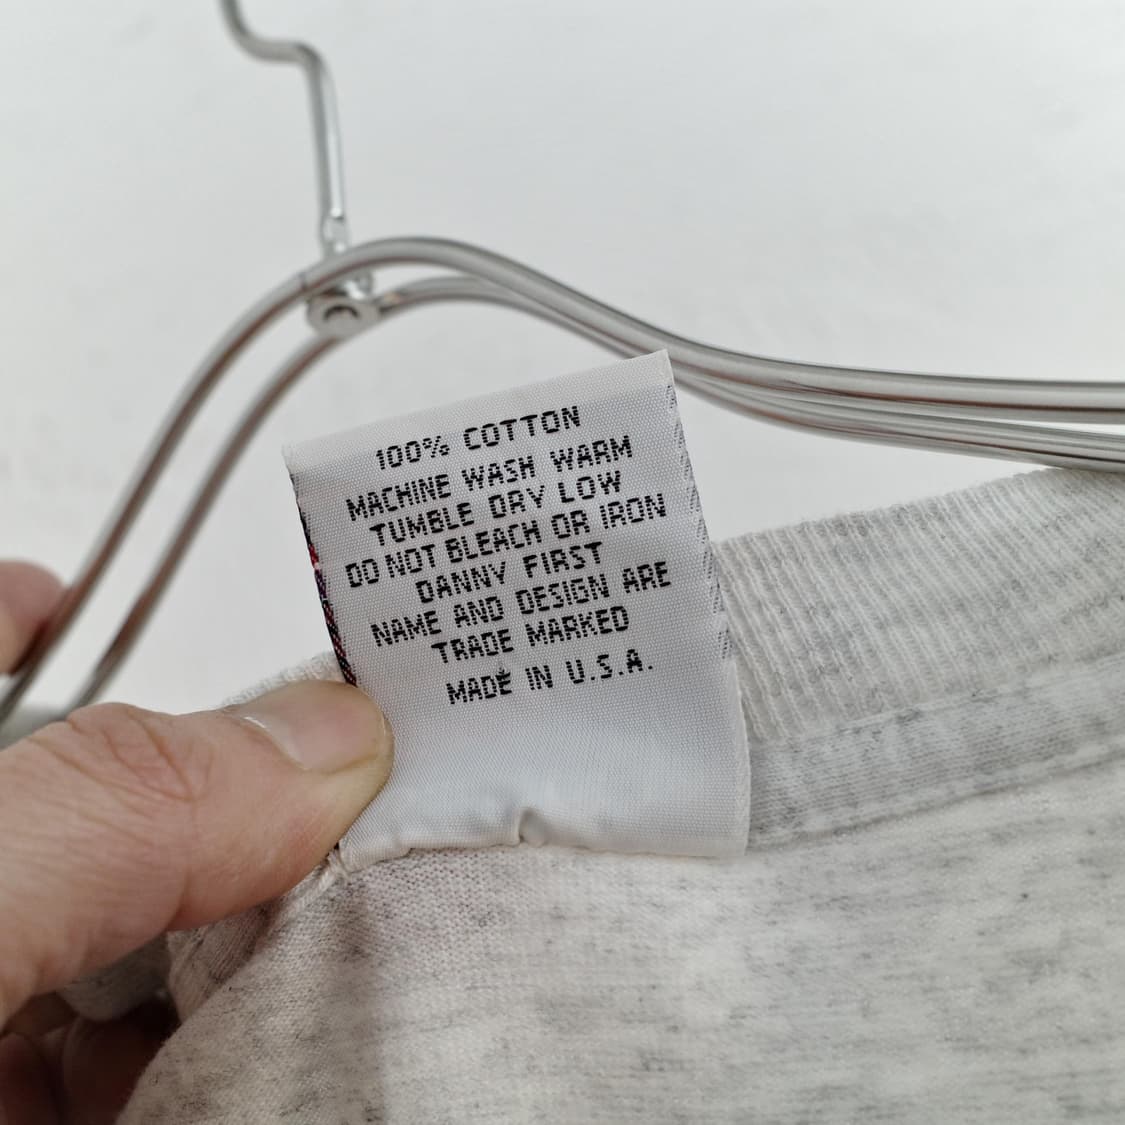 100% COTTON
MACHINE WASH WARM
TUMBLE DRY LOW
DO NOT BLEACH OR IRON
DANNY FIRST
NAME AND DESIGN ARE
TRADE MARKED
MADE IN U.S.A.